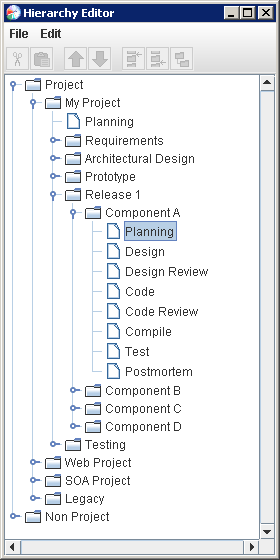 Hierarchy Editor
File Edit
Project
My Project
Planning
Requirements
Architectural Design
Prototype
Release 1
Component A
Planning
Design
Design Review
Code
Code Review
Compile
Test
Postmortem
Component B
Component C
Component D
Testing
Web Project
SOA Project
Legacy
Non Project